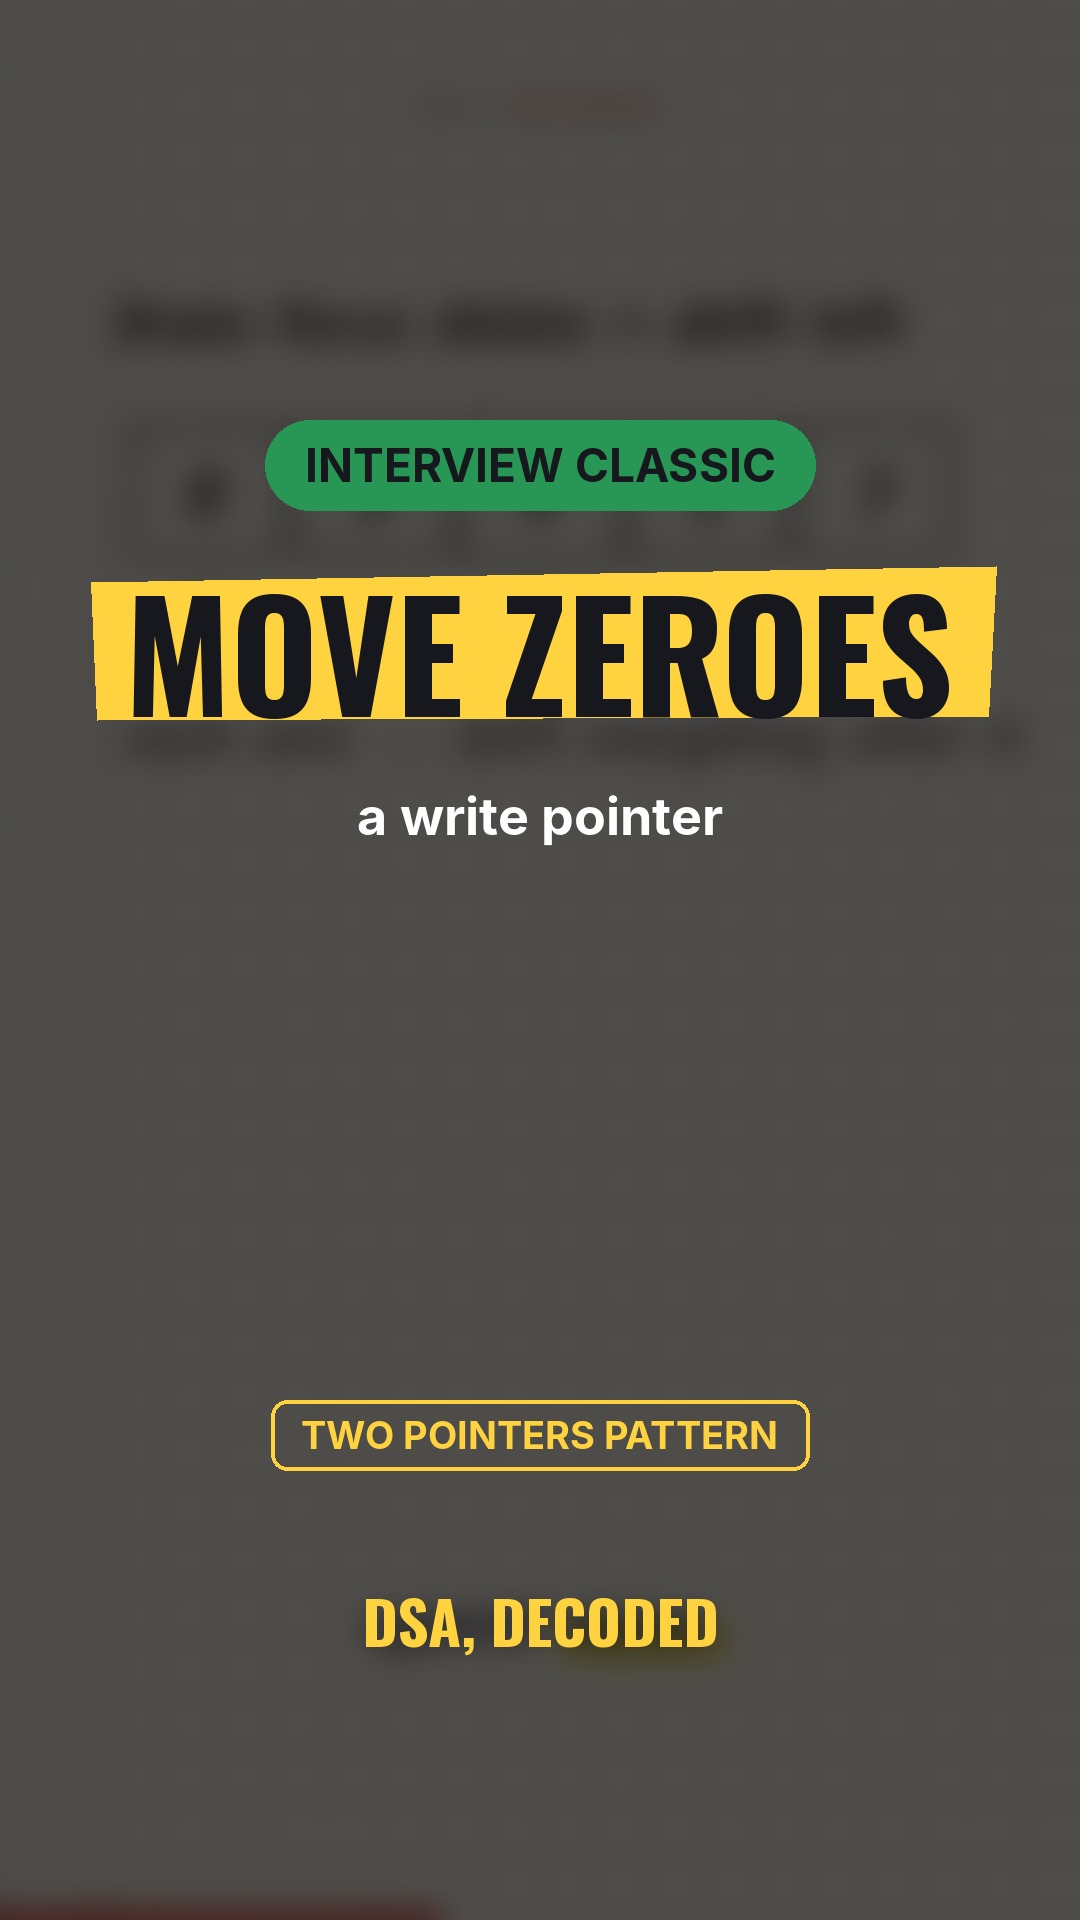 INTERVIEW CLASSIC
MOVE ZEROES
a write pointer
TWO POINTERS PATTERN
DSA, DECODED